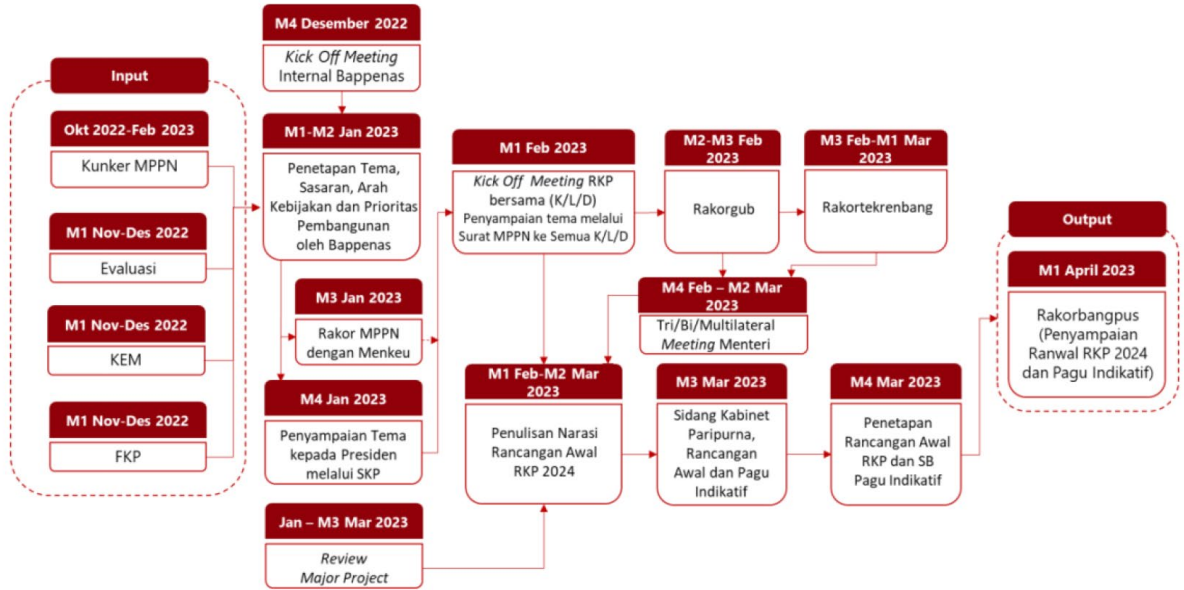 Input
Okt 2022-Feb 2023
Kunker MPPN
M1 Nov-Des 2022
Evaluasi
M1 Nov-Des 2022
KEM
M1 Nov-Des 2022
FKP
M4 Desember 2022
Kick Off Meeting
Internal Bappenas
M1-M2 Jan 2023
Penetapan Tema,
Sasaran, Arah
Kebijakan dan Prioritas
Pembangunan
oleh Bappenas
M3 Jan 2023
Rakor MPPN
dengan Menkeu
M4 Jan 2023
Penyampaian Tema
kepada Presiden
melalui SKP
Jan – M3 Mar 2023
Review
Major Project
M1 Feb 2023
Kick Off Meeting RKP
bersama (K/L/D)
Penyampaian tema melalui
Surat MPPN ke Semua K/L/D
M2-M3 Feb
2023
Rakorgub
M3 Feb-M1 Mar
2023
Rakortekrenbang
M4 Feb – M2 Mar
2023
Tri/Bi/Multilateral
Meeting Menteri
M1 Feb-M2 Mar
2023
Penulisan Narasi
Rancangan Awal
RKP 2024
M3 Mar 2023
Sidang Kabinet
Paripurna,
Rancangan
Awal dan Pagu
Indikatif
M4 Mar 2023
Penetapan
Rancangan Awal
RKP dan SB
Pagu Indikatif
Output
M1 April 2023
Rakorbangpus
(Penyampaian
Ranwal RKP 2024
dan Pagu Indikatif)